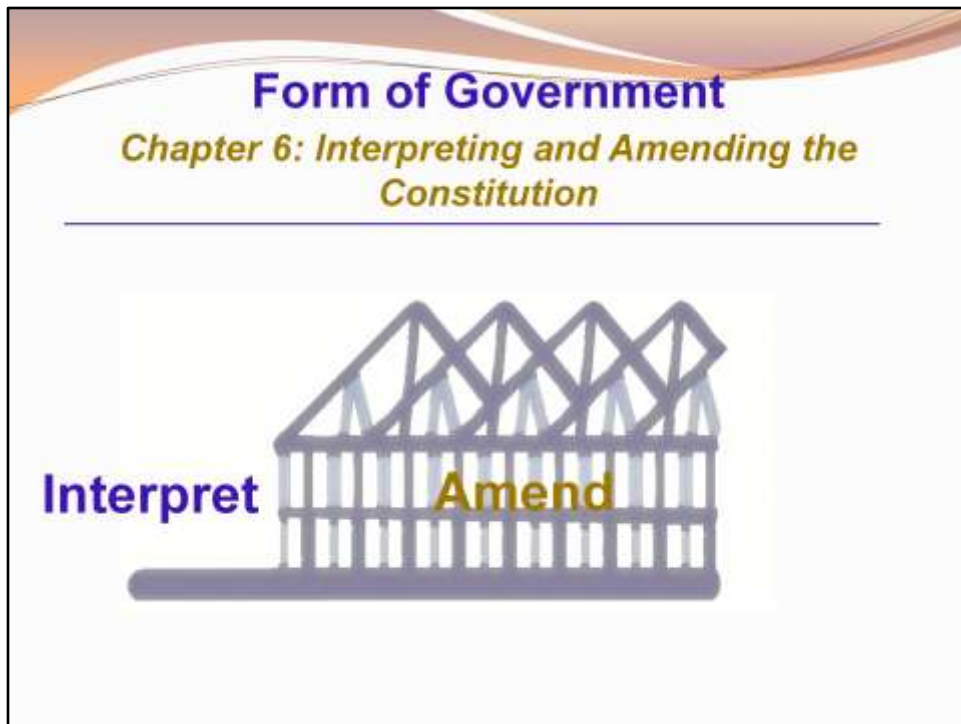 Form of Government
Chapter 6: Interpreting and Amending the
Constitution
Interpret
Amend